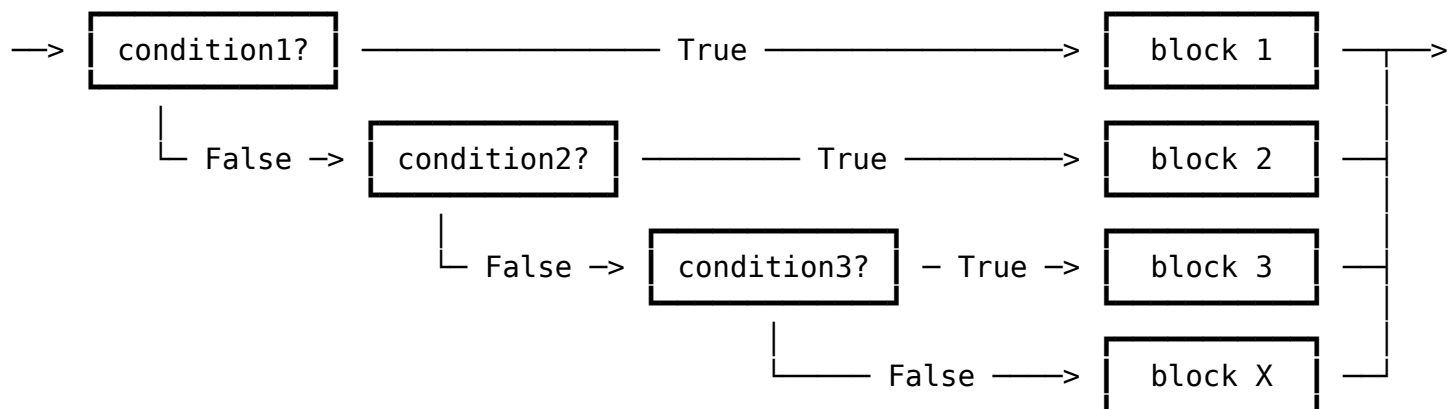 condition1? True block 1
False condition2? True block 2
False condition3? True block 3
False block X